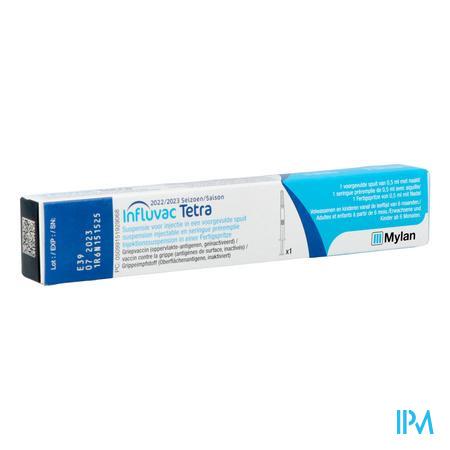 Lot : / EXP : / SN:
E39
07 2023
1R6N151525
2022/2023 Seizoen/Saison
Influvac Tetra
Suspensie voor injectie in een voorgevulde spuit
suspension injectable en seringue préremplie
Injektionssuspension in einer Fertigspritze
Griepvaccin (oppervlakte-antigenen, geïnactiveerd) /
vaccin contre la grippe (antigènes de surface, inactivés) /
Grippeimpfstoff (Oberflächenantigene, inaktiviert)
x1
1 voorgevulde spuit van 0,5 ml met naald/
1 seringue préremplie de 0,5 ml avec aiguille/
1 Fertigspritze von 0,5 ml mit Nadel
Volwassenen en kinderen vanaf de leeftijd van 6 maanden/
Adultes et enfants à partir de 6 mois/Erwachsene und
Kinder ab 6 Monaten.
Mylan
IPM